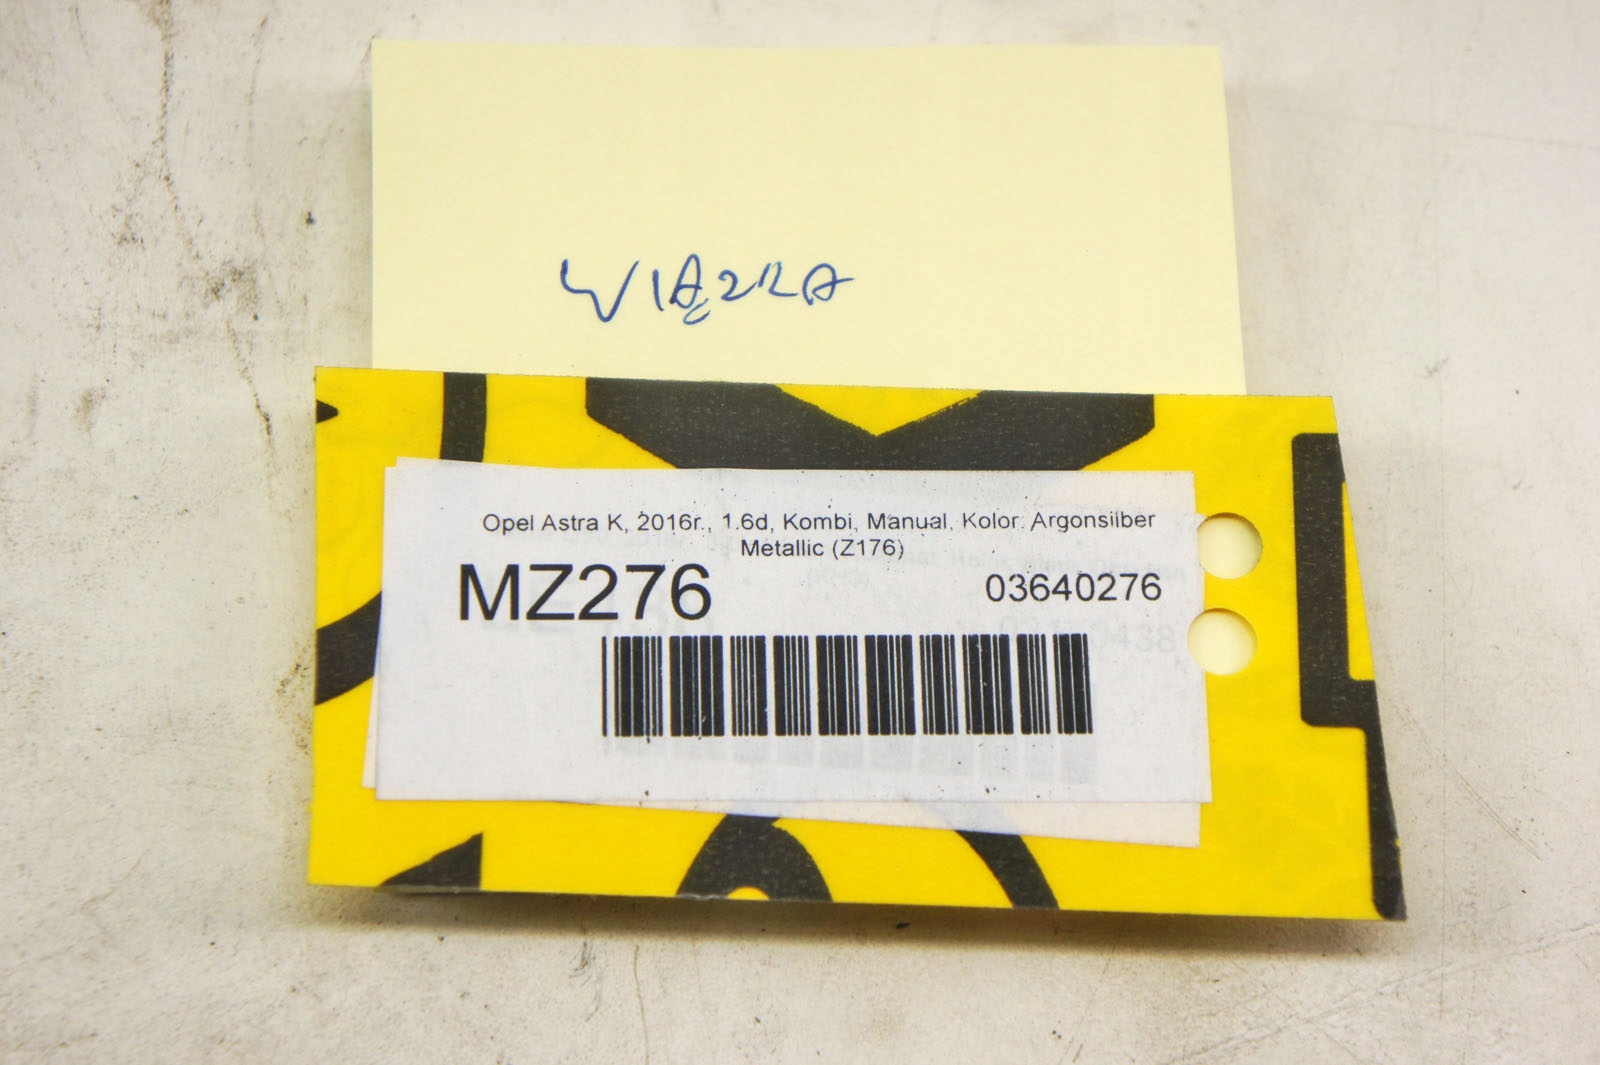 WIĄZKA
Opel Astra K, 2016r., 1.6d, Kombi, Manual, Kolor: Argonsilber
Metallic (Z176)
MZ276 03640276